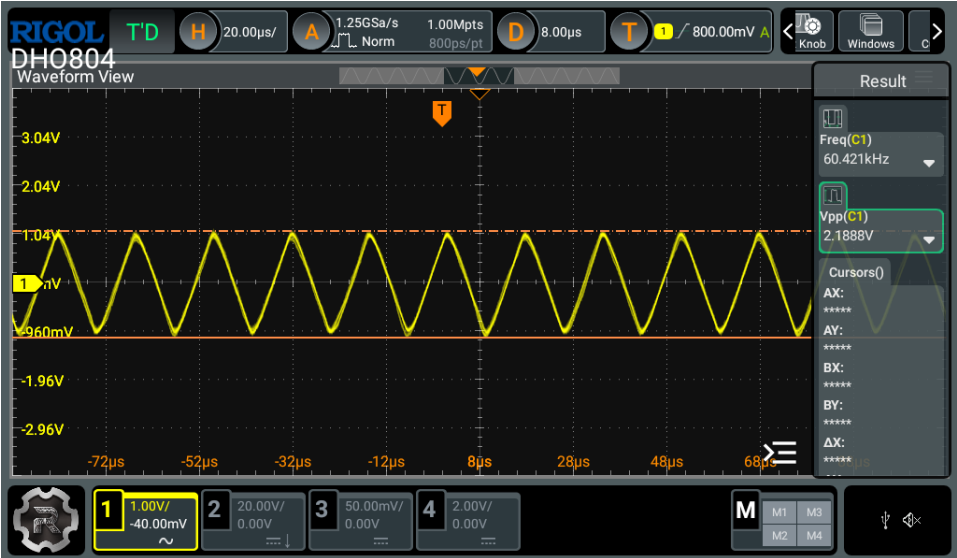 RIGOL T'D H 20.00µs/ A 1.25GSa/s 1.00Mpts D 8.00µs T 1 800.00mV A Knob Windows C
Norm 800ps/pt
DHO804
Waveform View
T
Result
3.04V
Freq(C1)
60.421kHz
2.04V
Vpp(C1)
1.04V
2.1888V
Cursors()
1
AX:
*****
-960mV
AY:
*****
BX:
*****
-1.96V
BY:
*****
-2.96V
ΔX:
*****
-72µs -52µs -32µs -12µs 8µs 28µs 48µs 68µs
1 1.00V/ 2 20.00V/ 3 50.00mV/ 4 2.00V/ M M1 M3
-40.00mV 0.00V 0.00V 0.00V M2 M4
R